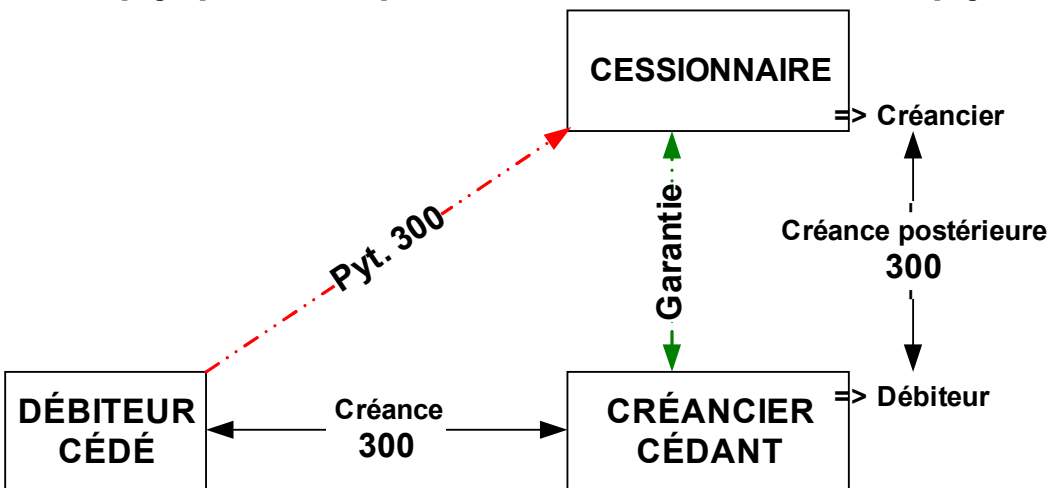 CESSIONNAIRE
=> Créancier
Garantie
Pyt. 300
Créance postérieure
300
DÉBITEUR
CÉDÉ
Créance
300
CRÉANCIER
CÉDANT
=> Débiteur